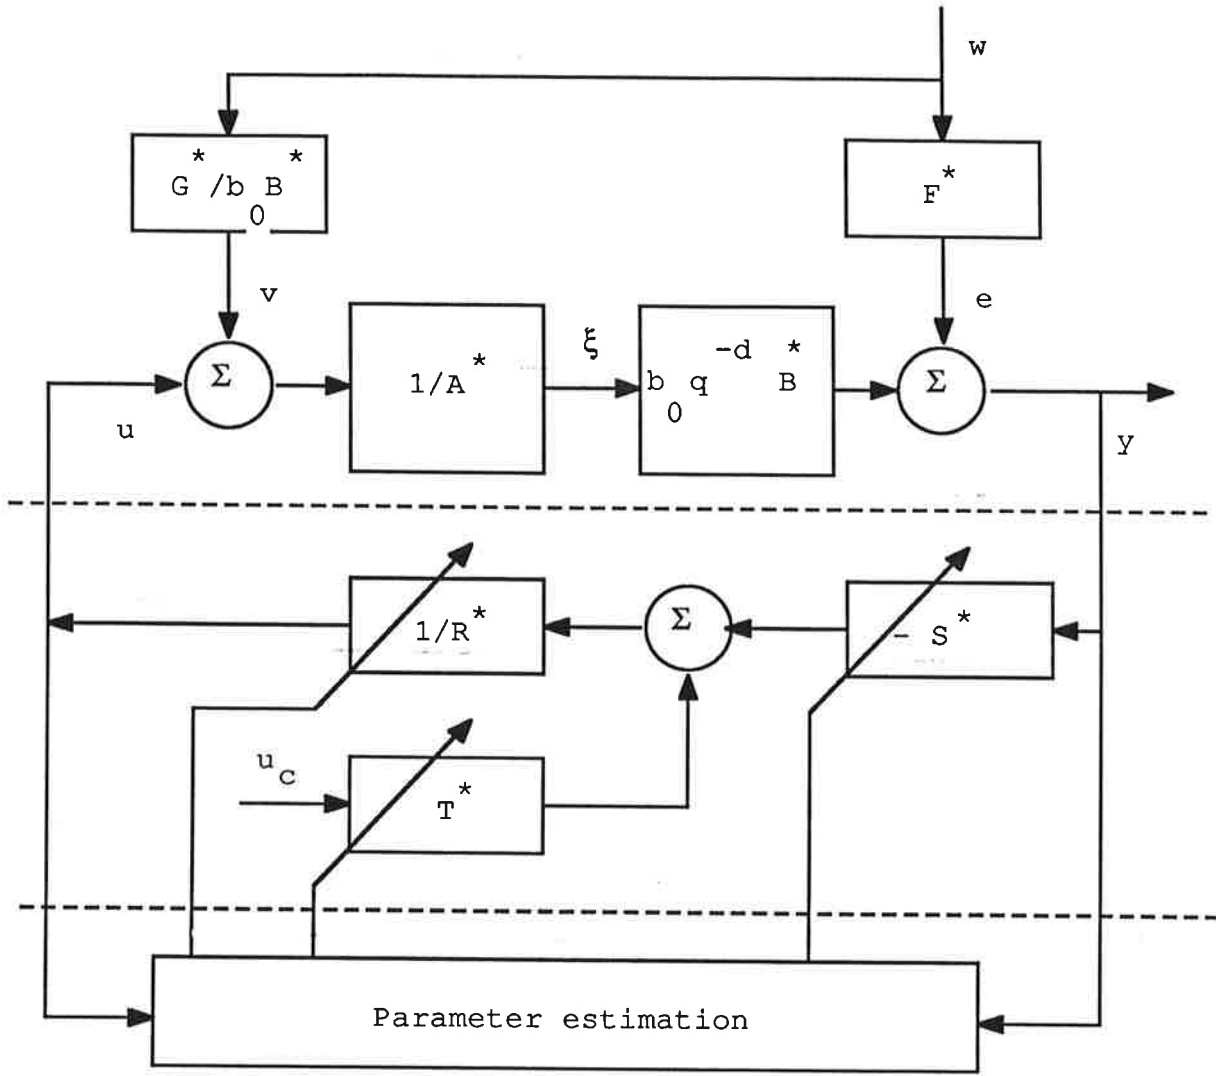 w
G*/b0B*
F*
v
e
Σ
1/A*
ξ
b0q-dB*
Σ
u
y
1/R*
Σ
- S*
uc
T*
Parameter estimation